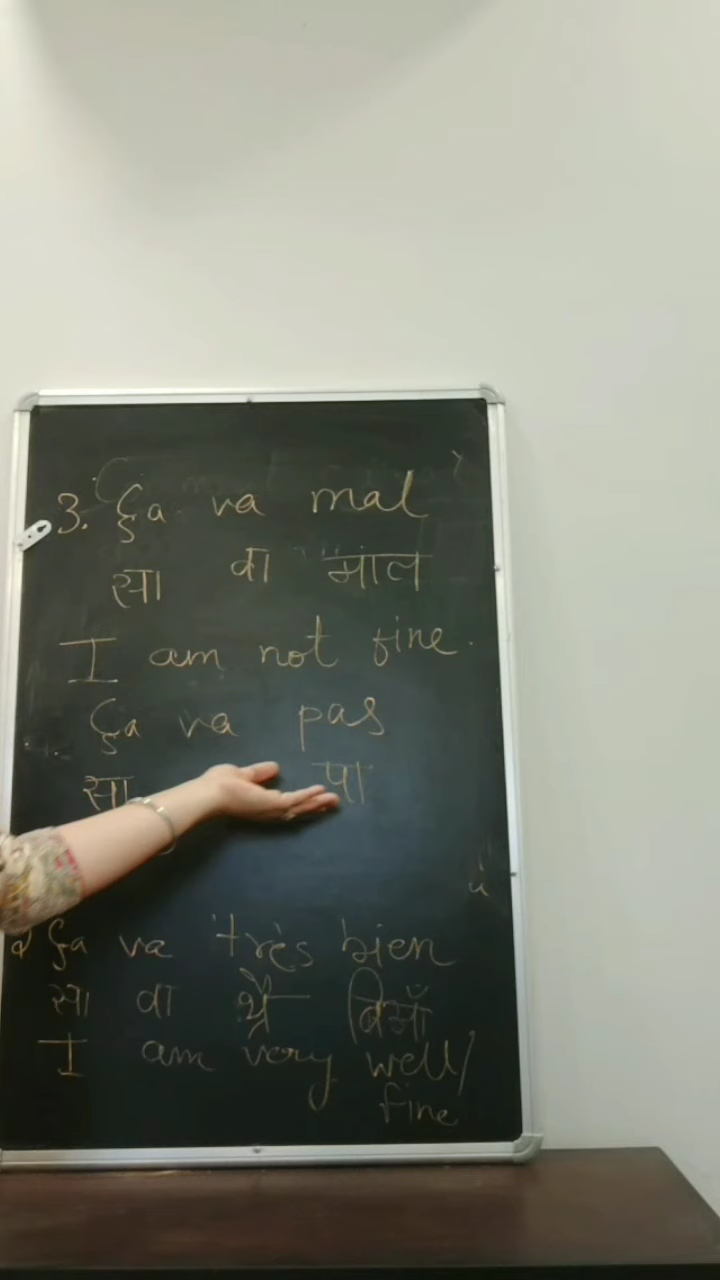 3. Ça va mal
सा वा माल
I am not fine.
Ça va pas
सा पा
Ça va très bien
सा वा थ्रे बिआँ
I am very well/
fine